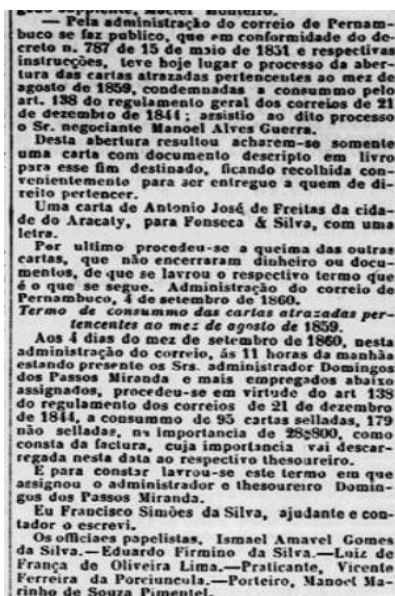 — Pela administração do correio de Pernam-
buco se faz publico, que em conformidade do de-
creto n. 787 de 15 de maio de 1851 e respectivas
instrucções, teve hoje lugar o processo da aber-
tura das cartas atrazadas pertencentes ao mez de
agosto de 1859, condemnadas a consummo pelo
art. 138 do regulamento geral dos correios de 21
de dezembro de 1844 ; assistio ao dito processo
o Sr. negociante Manoel Alves Guerra.
Desta abertura resultou acharem-se somente
uma carta com documento descripto em livro
para esse fim destinado, ficando recolhida con-
venientemente para ser entregue a quem de di-
reito pertencer.
Uma carta de Antonio José de Freitas da cida-
de do Aracaty, para Fonseca & Silva, com uma
letra.
Por ultimo procedeu-se a queima das outras
cartas, que não encerraram dinheiro ou docu-
mentos, de que se lavrou o respectivo termo que
é o que se segue. Administração do correio de
Pernambuco, 4 de setembro de 1860.
Termo de consummo das cartas atrazadas per-
tencentes ao mez de agosto de 1859.
Aos 4 dias do mez de setembro de 1860, nesta
administração do correio, ás 11 horas da manhãa
estando presente os Srs. administrador Domingos
dos Passos Miranda e mais empregados abaixo
assignados, procedeu-se em virtude do art 138
do regulamento dos correios de 21 de dezembro
de 1844, a consummo de 95 cartas selladas, 179
não selladas, na importancia de 28$800, como
consta da factura, cuja importancia vai descar-
regada nesta data ao respectivo thesoureiro.
E para constar lavrou-se este termo em que
assignou o administrador e thesoureiro Domin-
gos dos Passos Miranda.
Eu Francisco Simões da Silva, ajudante e con-
tador o escrevi.
Os officiaes papelistas, Ismael Amavel Gomes
da Silva.—Eduardo Firmino da Silva.—Luiz de
França de Oliveira Lima.—Praticante, Vicente
Ferreira da Porciuncula.—Porteiro, Manoel Ma-
rinho de Souza Pimentel.